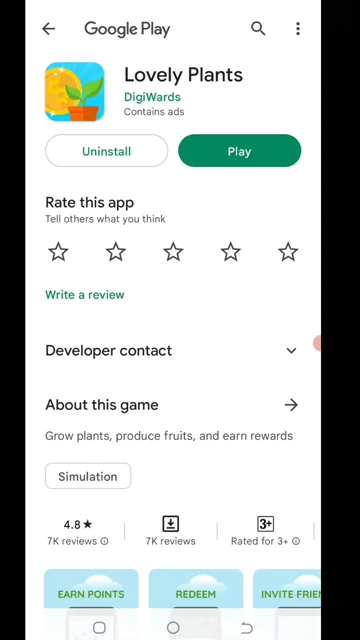 Google Play
Lovely Plants
DigiWards
Contains ads
Uninstall
Play
Rate this app
Tell others what you think
Write a review
Developer contact
About this game
Grow plants, produce fruits, and earn rewards
Simulation
4.8★
7K reviews
7K reviews
3+
Rated for 3+
EARN POINTS
REDEEM
INVITE FRIEN